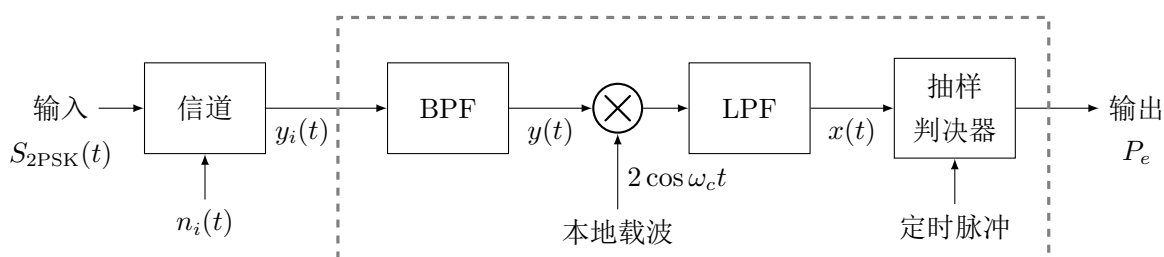 输入
S_{2PSK}(t)
信道
n_i(t)
y_i(t)
BPF
y(t)
2 cos ω_c t
本地载波
LPF
x(t)
抽样
判决器
定时脉冲
输出
P_e